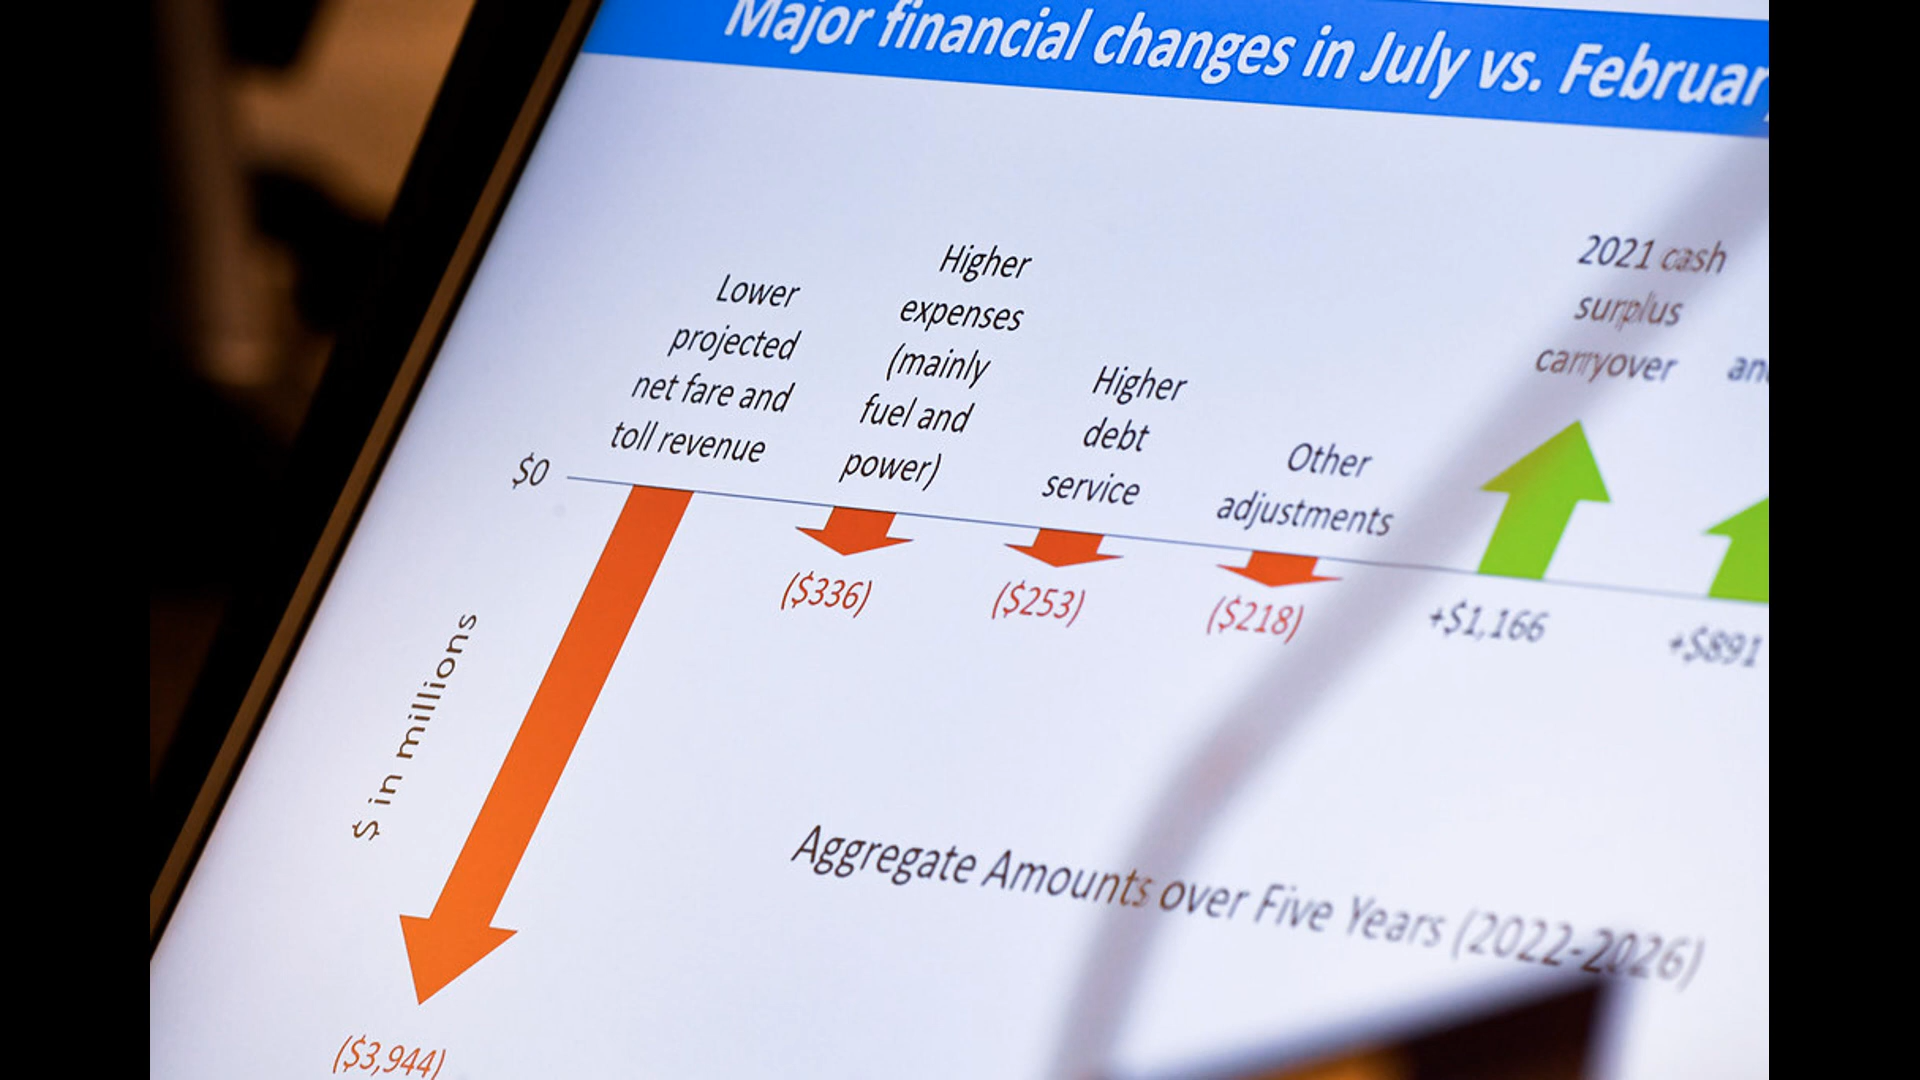 Major financial changes in July vs. Februar
Lower
projected
net fare and
toll revenue
Higher
expenses
(mainly
fuel and
power)
Higher
debt
service
Other
adjustments
2021 cash
surplus
carryover
an
$0
($336)
($253)
($218)
+$1,166
+$891
$ in millions
Aggregate Amounts over Five Years (2022-2026)
($3,944)